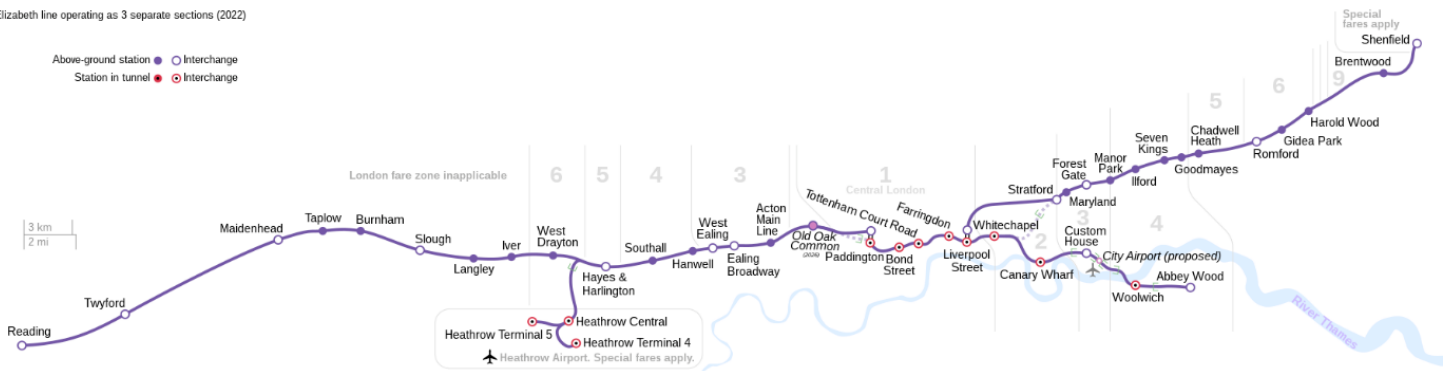 Elizabeth line operating as 3 separate sections (2022)
Above-ground station
Interchange
Station in tunnel
Interchange
3 km
2 mi
London fare zone inapplicable
6
5
4
3
1
Central London
2
3
4
5
6
9
Special
fares apply
Shenfield
Brentwood
Harold Wood
Gidea Park
Romford
Chadwell
Heath
Goodmayes
Seven
Kings
Ilford
Manor
Park
Forest
Gate
Maryland
Stratford
Whitechapel
Liverpool
Street
Farringdon
Tottenham Court Road
Bond
Street
Paddington
Old Oak
Common
Acton
Main
Line
Ealing
Broadway
West
Ealing
Hanwell
Southall
Hayes &
Harlington
West
Drayton
Iver
Langley
Slough
Burnham
Taplow
Maidenhead
Twyford
Reading
Heathrow Central
Heathrow Terminal 5
Heathrow Terminal 4
Heathrow Airport. Special fares apply.
Canary Wharf
Custom
House
City Airport (proposed)
Woolwich
Abbey Wood
River Thames